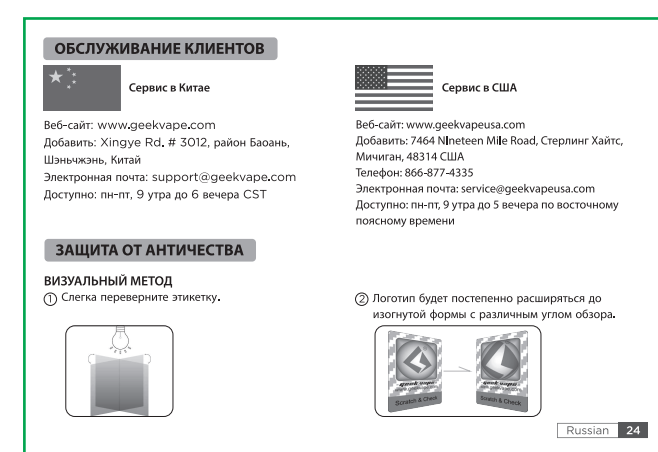 ОБСЛУЖИВАНИЕ КЛИЕНТОВ
Сервис в Китае
Веб-сайт: www.geekvape.com
Добавить: Xingye Rd. # 3012, район Баоань,
Шэньчжэнь, Китай
Электронная почта: support@geekvape.com
Доступно: пн-пт, 9 утра до 6 вечера CST
Сервис в США
Веб-сайт: www.geekvapeusa.com
Добавить: 7464 NIneteen Mile Road, Стерлинг Хайтс,
Мичиган, 48314 США
Телефон: 866-877-4335
Электронная почта: service@geekvapeusa.com
Доступно: пн-пт, 9 утра до 5 вечера по восточному
поясному времени
ЗАЩИТА ОТ АНТИЧЕСТВА
ВИЗУАЛЬНЫЙ МЕТОД
① Слегка переверните этикетку.
② Логотип будет постепенно расширяться до
изогнутой формы с различным углом обзора.
geek vape
Scratch & Check
geek vape
Scratch & Check
Russian 24